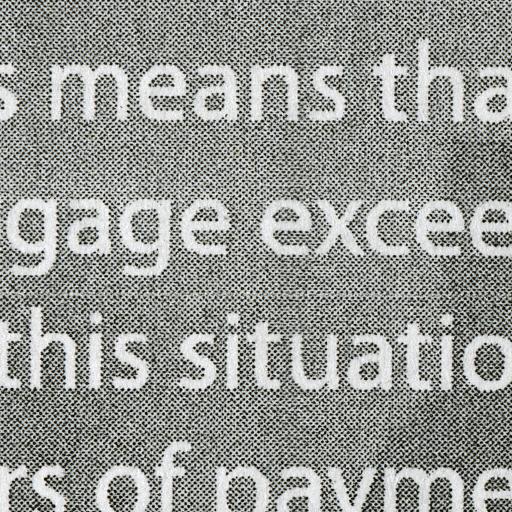 s means tha
gage excee
this situatio
rs of payme